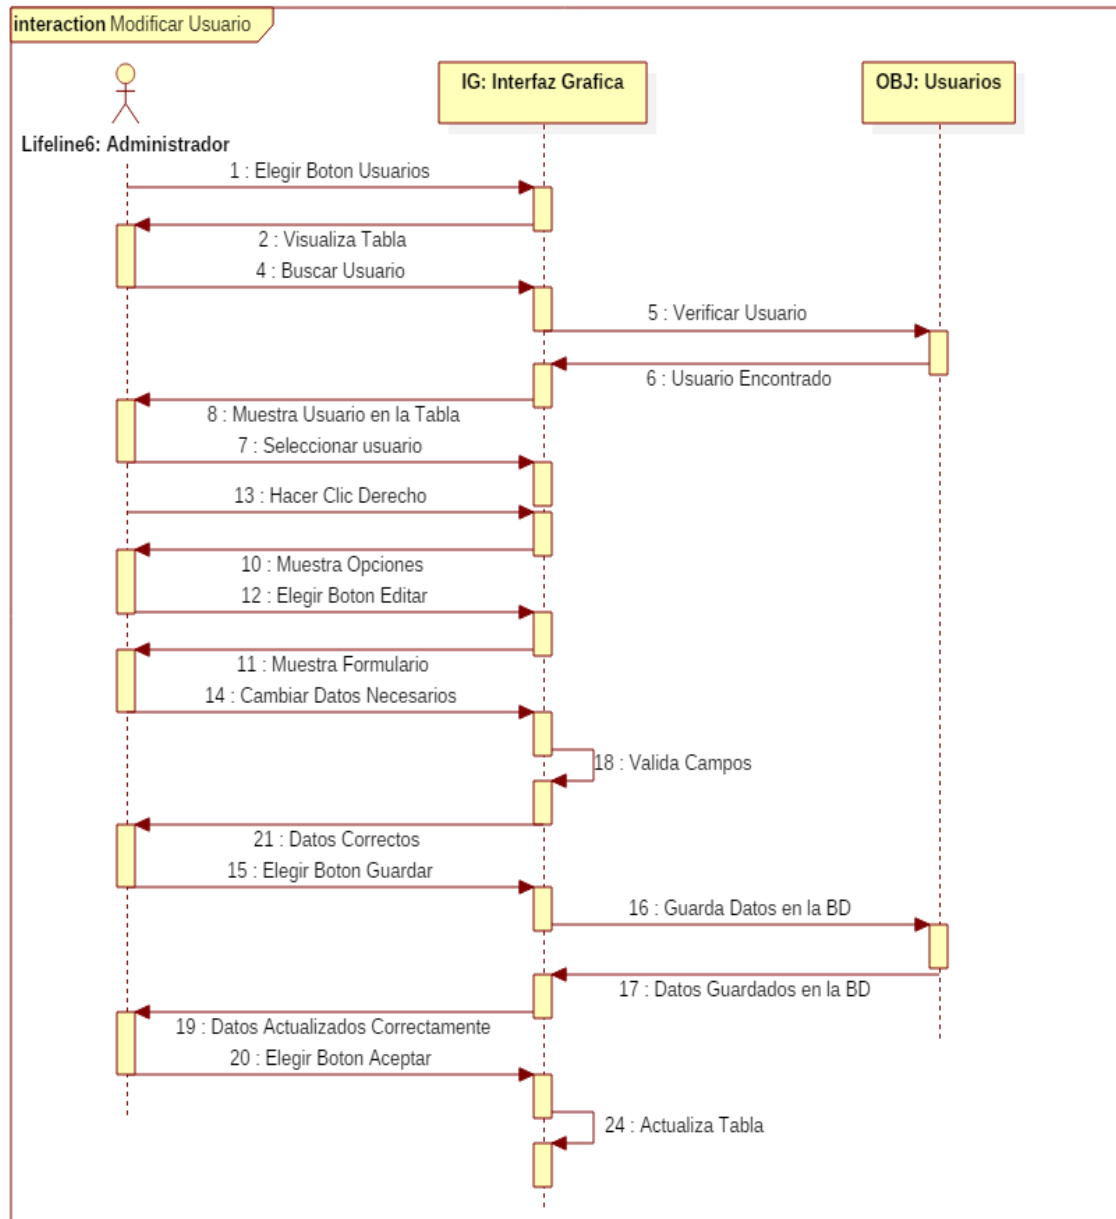 interaction Modificar Usuario
IG: Interfaz Grafica
OBJ: Usuarios
Lifeline6: Administrador
1 : Elegir Boton Usuarios
2 : Visualiza Tabla
4 : Buscar Usuario
5 : Verificar Usuario
6 : Usuario Encontrado
8 : Muestra Usuario en la Tabla
7 : Seleccionar usuario
13 : Hacer Clic Derecho
10 : Muestra Opciones
12 : Elegir Boton Editar
11 : Muestra Formulario
14 : Cambiar Datos Necesarios
18 : Valida Campos
21 : Datos Correctos
15 : Elegir Boton Guardar
16 : Guarda Datos en la BD
17 : Datos Guardados en la BD
19 : Datos Actualizados Correctamente
20 : Elegir Boton Aceptar
24 : Actualiza Tabla